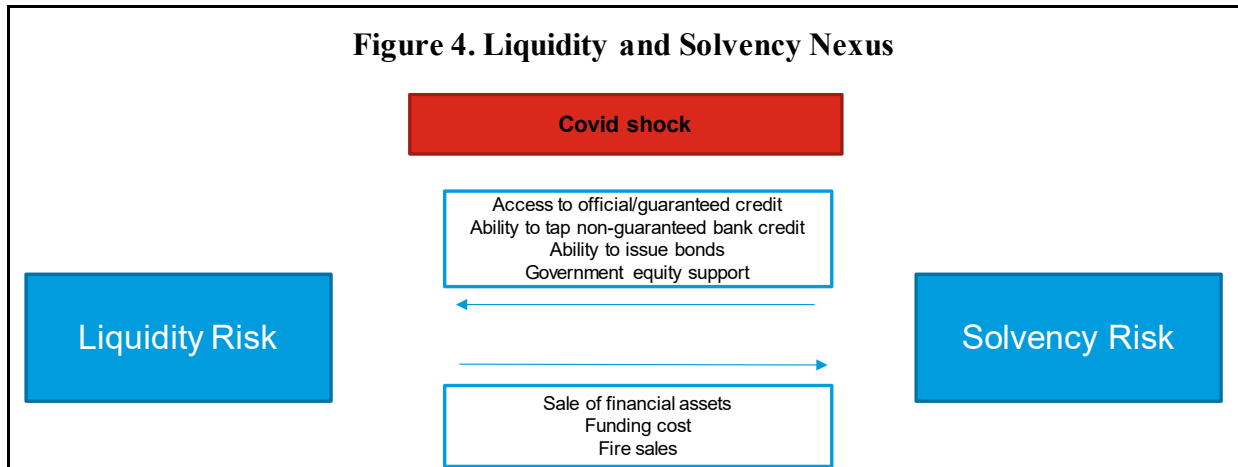 Figure 4. Liquidity and Solvency Nexus
Covid shock
Access to official/guaranteed credit
Ability to tap non-guaranteed bank credit
Ability to issue bonds
Government equity support
Liquidity Risk
Solvency Risk
Sale of financial assets
Funding cost
Fire sales